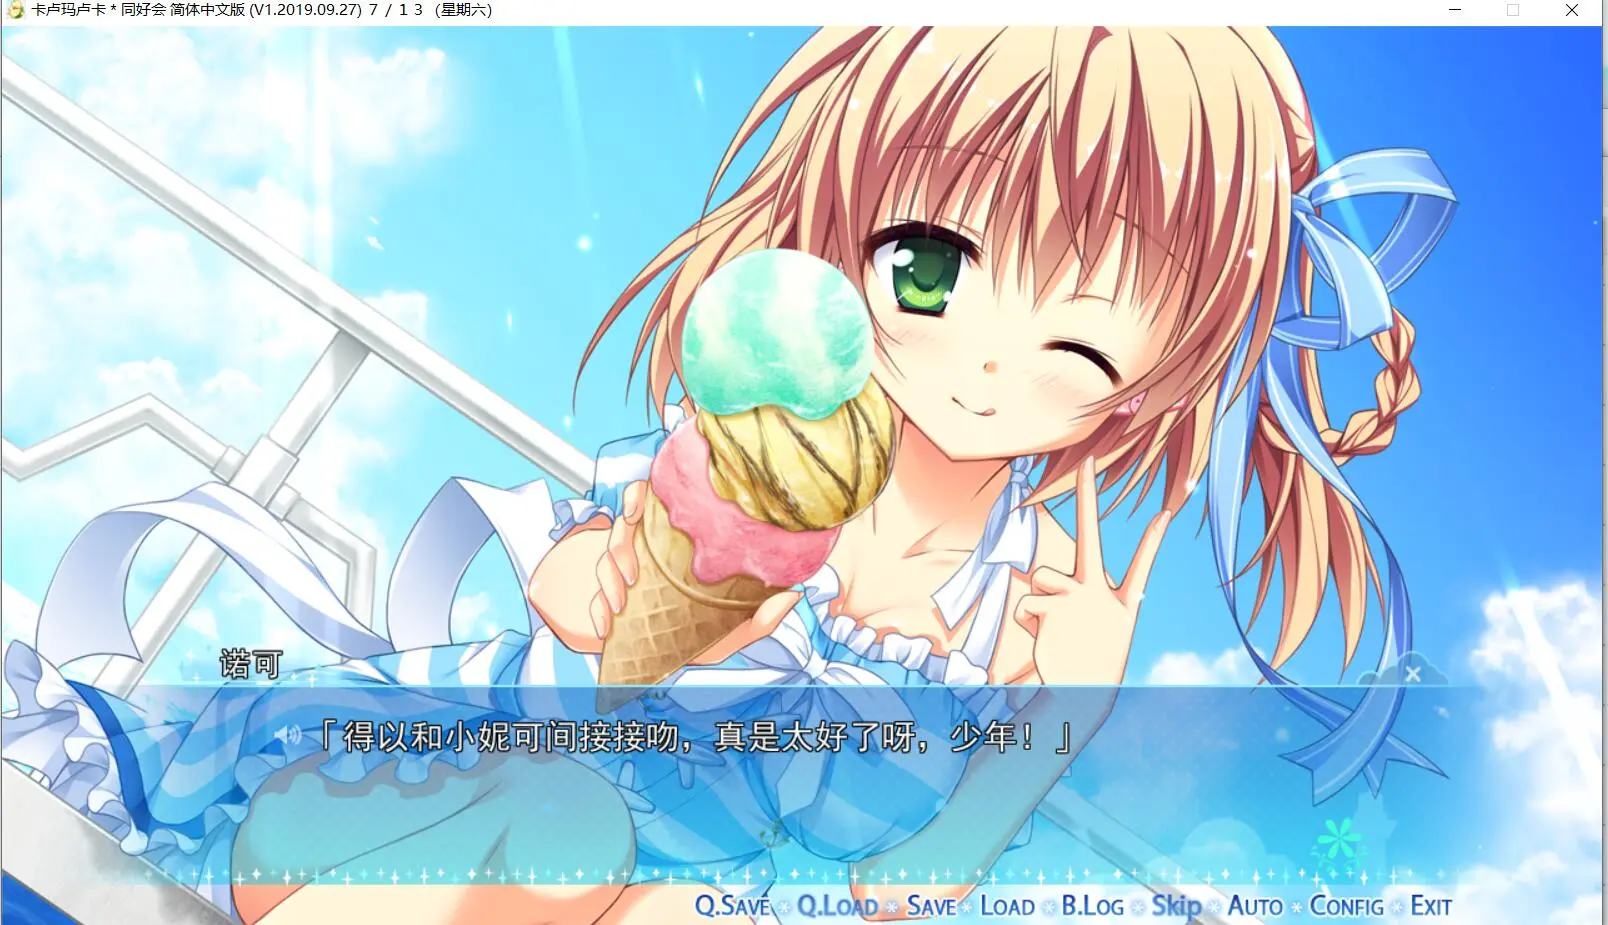 卡卢玛卢卡 * 同好会 简体中文版 (V1.2019.09.27) ７ / １３ (星期六)
诺可
「得以和小妮可间接接吻，真是太好了呀，少年！」
Q.SAVE * Q.LOAD * SAVE * LOAD * B.LOG * Skip * AUTO * CONFIG * EXIT